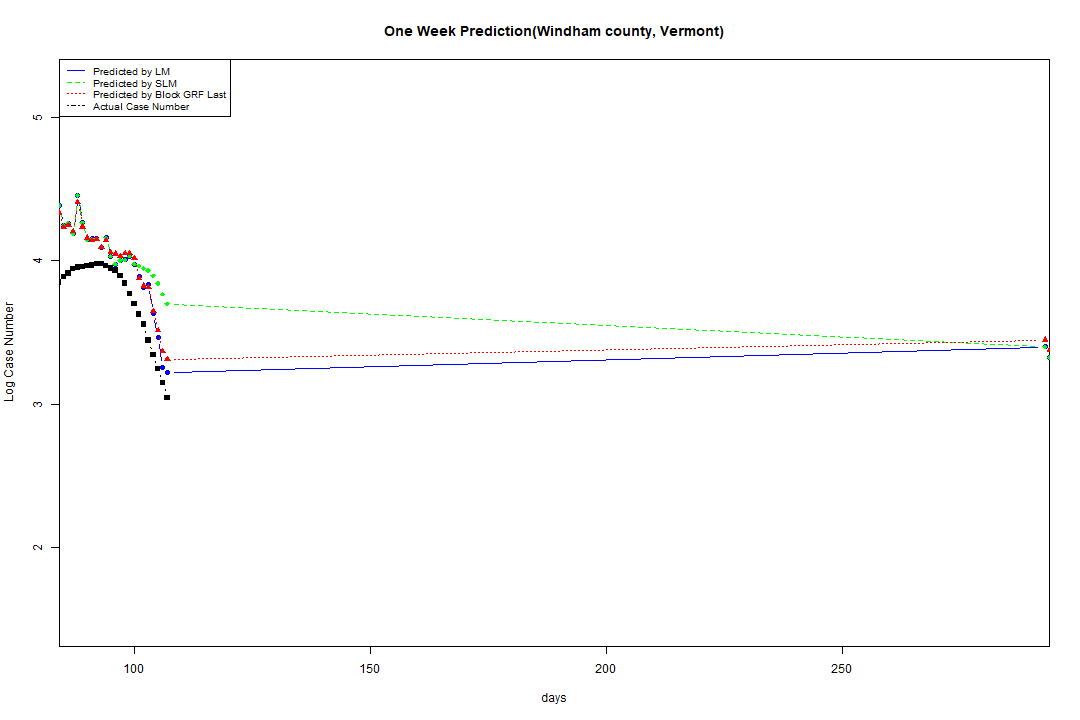 One Week Prediction(Windham county, Vermont)
Predicted by LM
Predicted by SLM
Predicted by Block GRF Last
Actual Case Number
5
4
3
2
Log Case Number
100 150 200 250
days